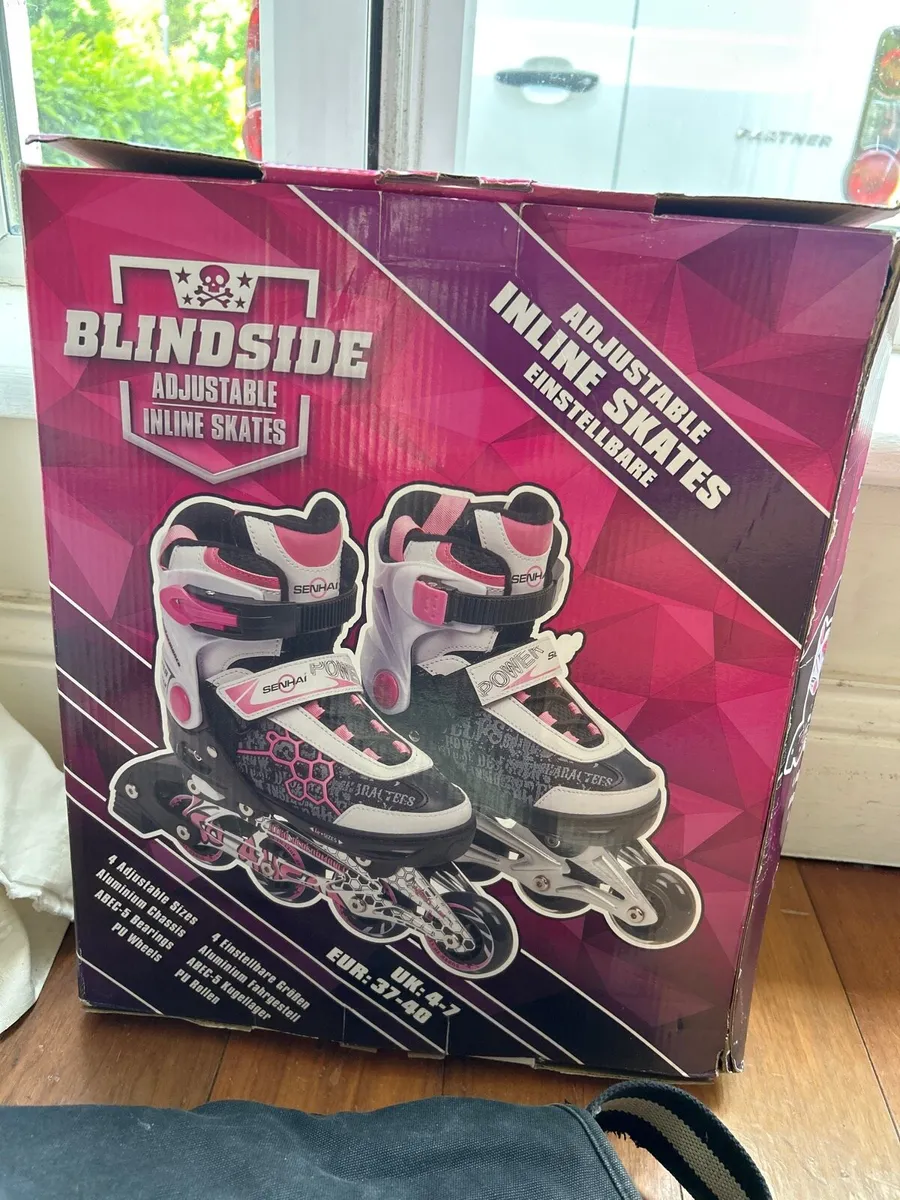 PARTNER
BLINDSIDE
ADJUSTABLE
INLINE SKATES
ADJUSTABLE
INLINE SKATES
EINSTELLBARE
SENHAI
SENHAI
SENHAI POWER
POWER
CHARACTEES
4 Adjustable Sizes
Aluminium Chassis
ABEC-5 Bearings
PU Wheels
4 Einstellbare Größen
Aluminium Fahrgestell
ABEC-5 Kugellager
PU Rollen
UK: 4-7
EUR: 37-40